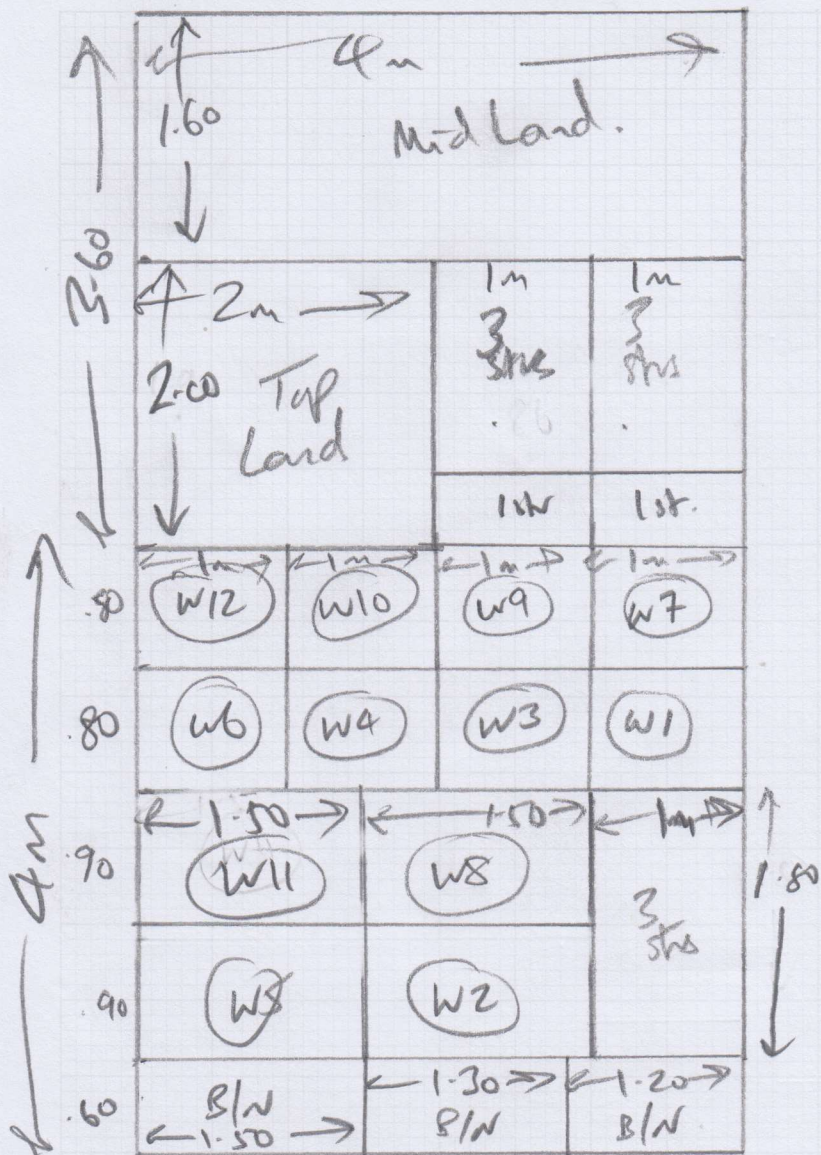 4m
1.60
Mid Land.
3.60
2m
1m
1m
3
strs
3
strs
2.00
Top
Land
1str
1st.
1m
1m
1m
1m
.80
W12
W10
W9
W7
.80
W6
W4
W3
W1
4m
1.50
1.50
1m
.90
W11
W8
1.80
3
strs
.90
W5
W2
.60
B/N
1.50
1.30
B/N
1.20
B/N